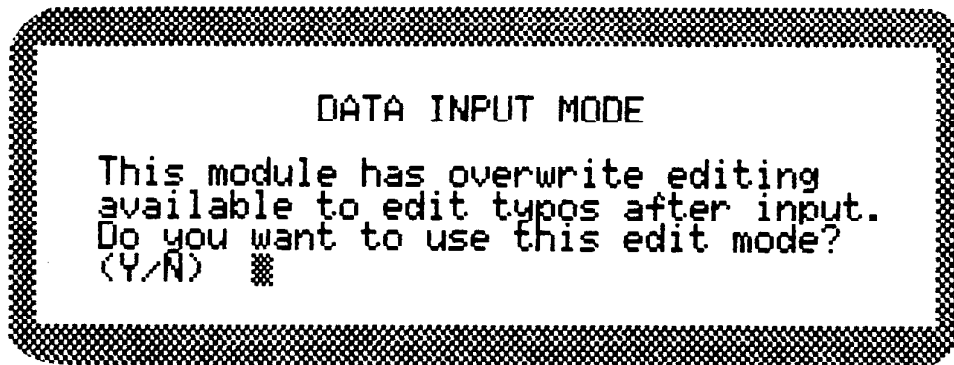 DATA INPUT MODE
This module has overwrite editing
available to edit typos after input.
Do you want to use this edit mode?
(Y/N)